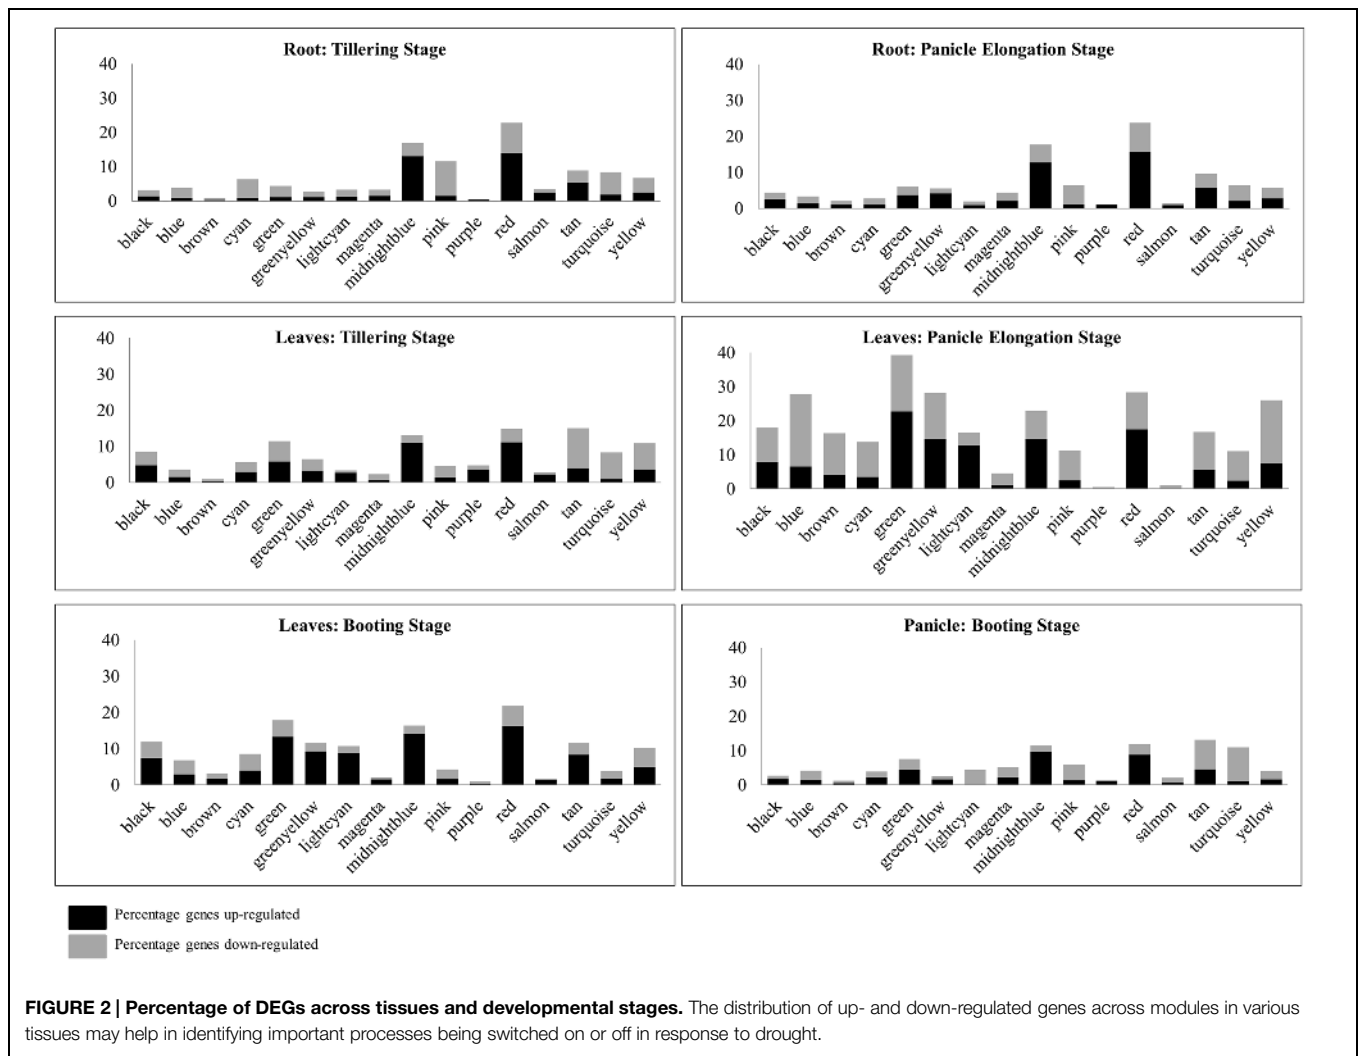 Root: Tillering Stage
40
30
20
10
0
black
blue
brown
cyan
green
greenyellow
lightcyan
magenta
midnightblue
pink
purple
red
salmon
tan
turquoise
yellow
Root: Panicle Elongation Stage
40
30
20
10
0
black
blue
brown
cyan
green
greenyellow
lightcyan
magenta
midnightblue
pink
purple
red
salmon
tan
turquoise
yellow
Leaves: Tillering Stage
40
30
20
10
0
black
blue
brown
cyan
green
greenyellow
lightcyan
magenta
midnightblue
pink
purple
red
salmon
tan
turquoise
yellow
Leaves: Panicle Elongation Stage
40
30
20
10
0
black
blue
brown
cyan
green
greenyellow
lightcyan
magenta
midnightblue
pink
purple
red
salmon
tan
turquoise
yellow
Leaves: Booting Stage
40
30
20
10
0
black
blue
brown
cyan
green
greenyellow
lightcyan
magenta
midnightblue
pink
purple
red
salmon
tan
turquoise
yellow
Panicle: Booting Stage
40
30
20
10
0
black
blue
brown
cyan
green
greenyellow
lightcyan
magenta
midnightblue
pink
purple
red
salmon
tan
turquoise
yellow
Percentage genes up-regulated
Percentage genes down-regulated
FIGURE 2 | Percentage of DEGs across tissues and developmental stages. The distribution of up- and down-regulated genes across modules in various
tissues may help in identifying important processes being switched on or off in response to drought.